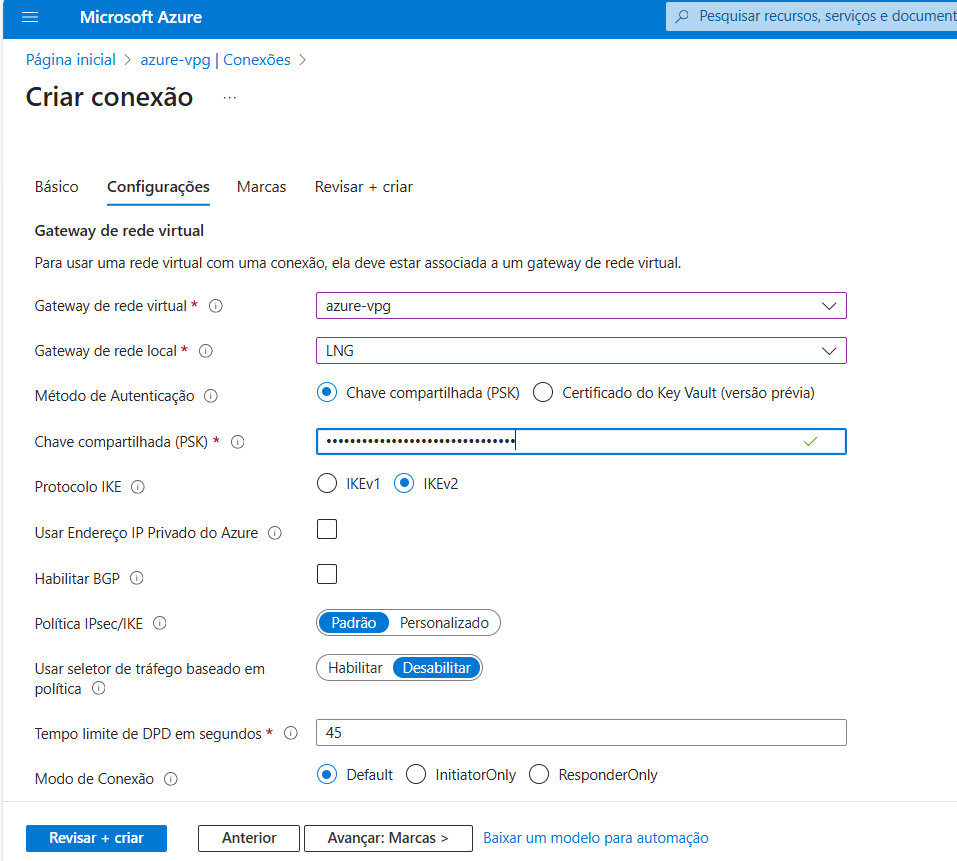 Microsoft Azure
Pesquisar recursos, serviços e document
Página inicial > azure-vpg | Conexões >
Criar conexão ...
Básico Configurações Marcas Revisar + criar
Gateway de rede virtual
Para usar uma rede virtual com uma conexão, ela deve estar associada a um gateway de rede virtual.
Gateway de rede virtual * azure-vpg
Gateway de rede local * LNG
Método de Autenticação Chave compartilhada (PSK) Certificado do Key Vault (versão prévia)
Chave compartilhada (PSK) * ••••••••••••••••••••••••••••••••
Protocolo IKE IKEv1 IKEv2
Usar Endereço IP Privado do Azure
Habilitar BGP
Política IPsec/IKE Padrão Personalizado
Usar seletor de tráfego baseado em
política Habilitar Desabilitar
Tempo limite de DPD em segundos * 45
Modo de Conexão Default InitiatorOnly ResponderOnly
Revisar + criar Anterior Avançar: Marcas > Baixar um modelo para automação